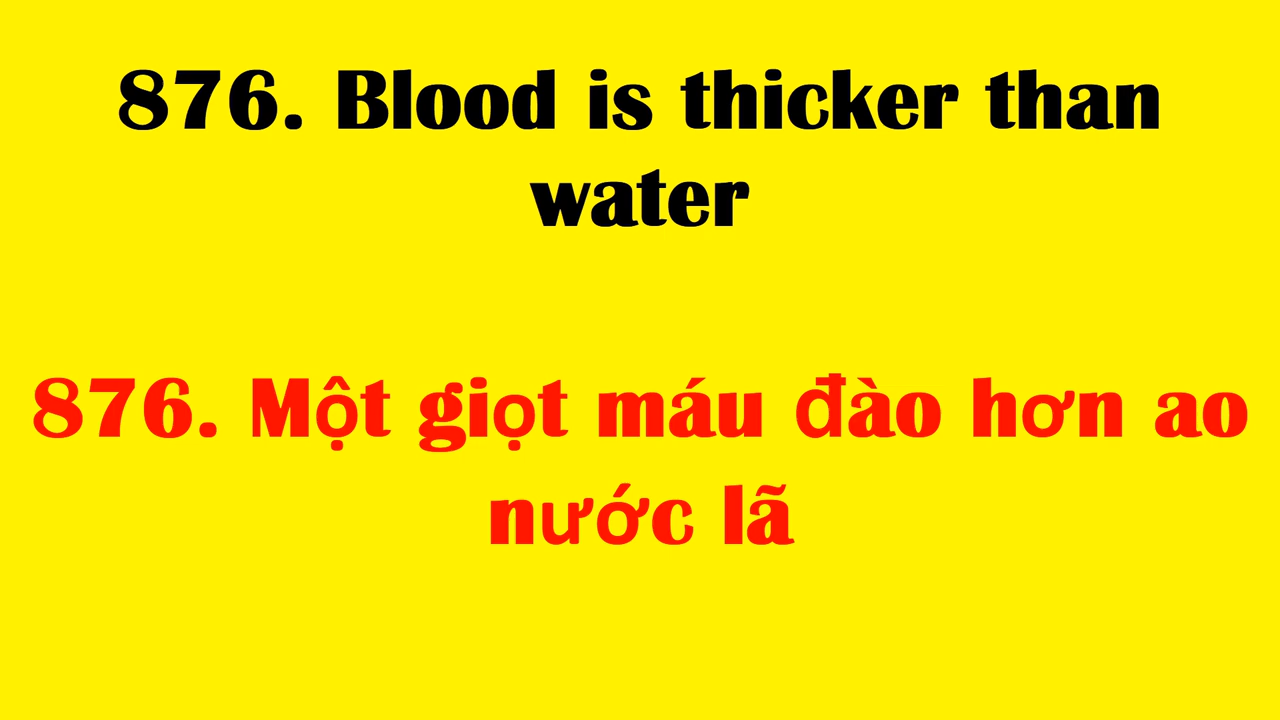 876. Blood is thicker than
water
876. Một giọt máu đào hơn ao
nước lã